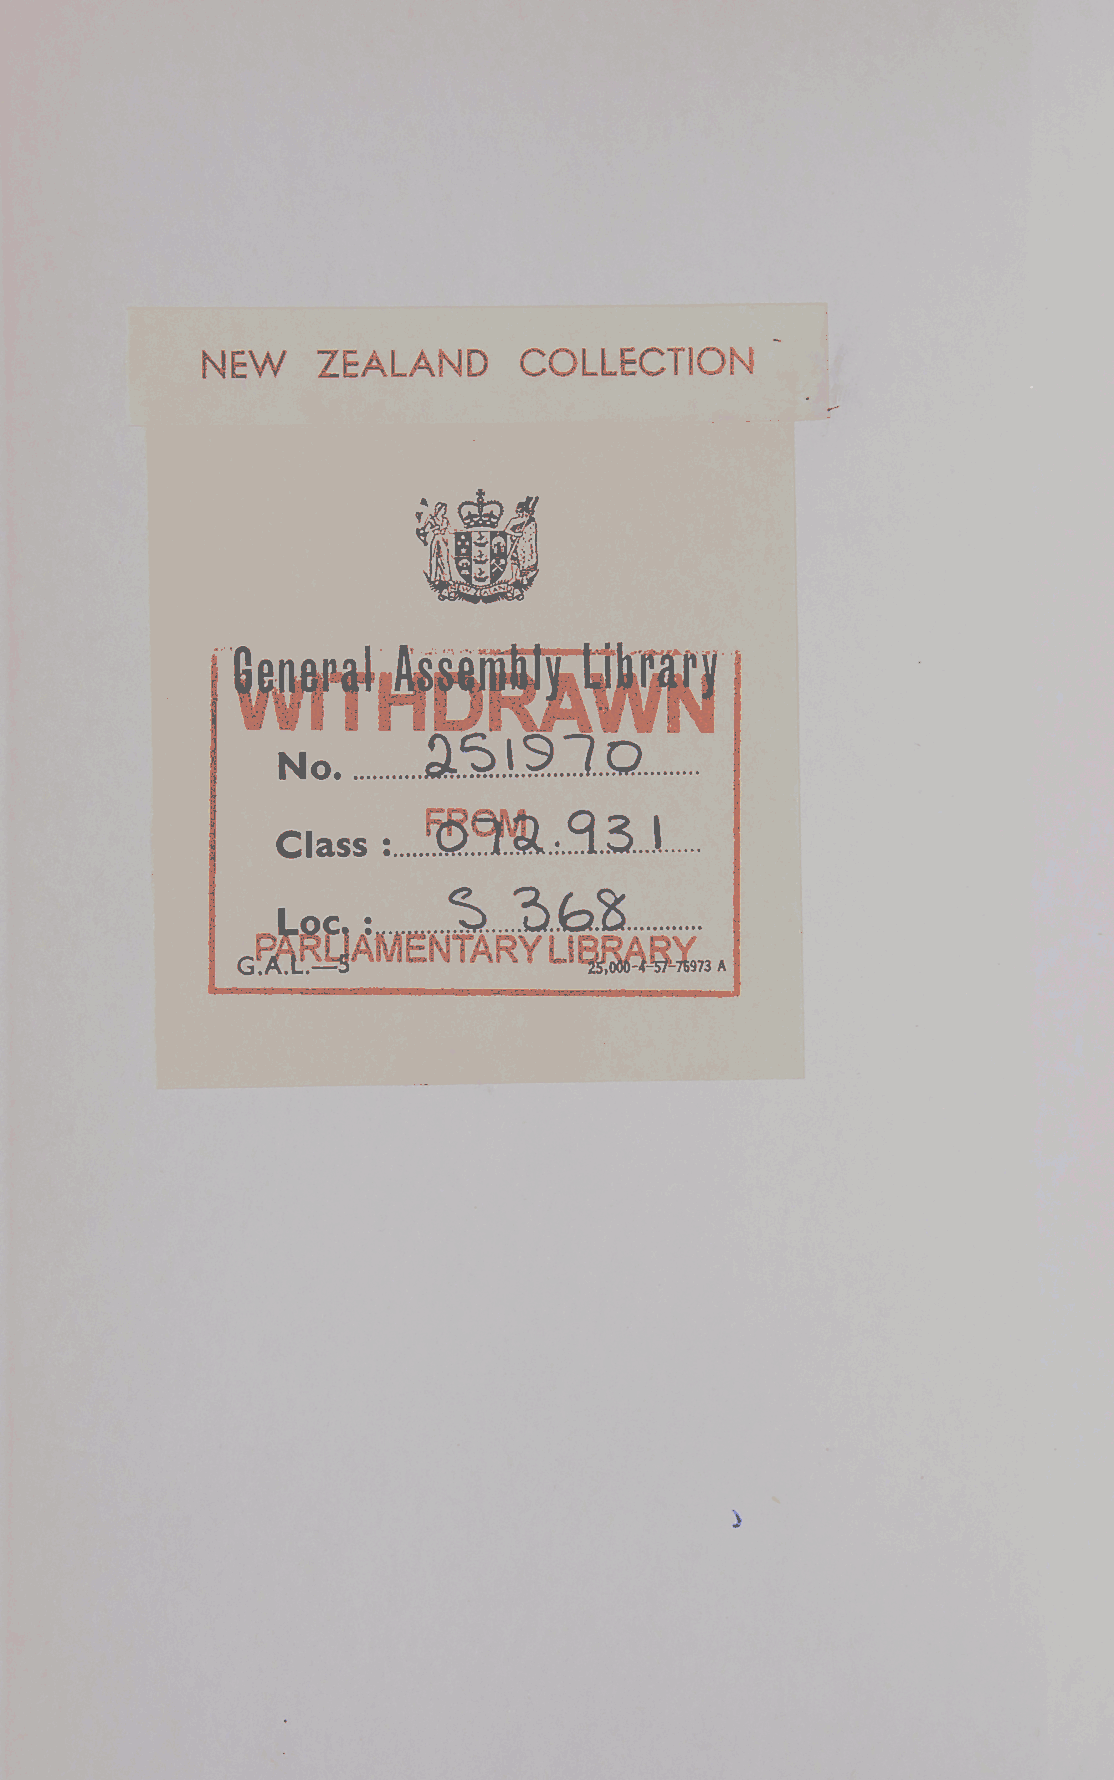 NEW ZEALAND COLLECTION
General Assembly Library
WITHDRAWN
No. 251970
FROM
Class : 092.931
Loc. : S 368
PARLIAMENTARY LIBRARY
G.A.L.—5 25,000-4-57-76973 A